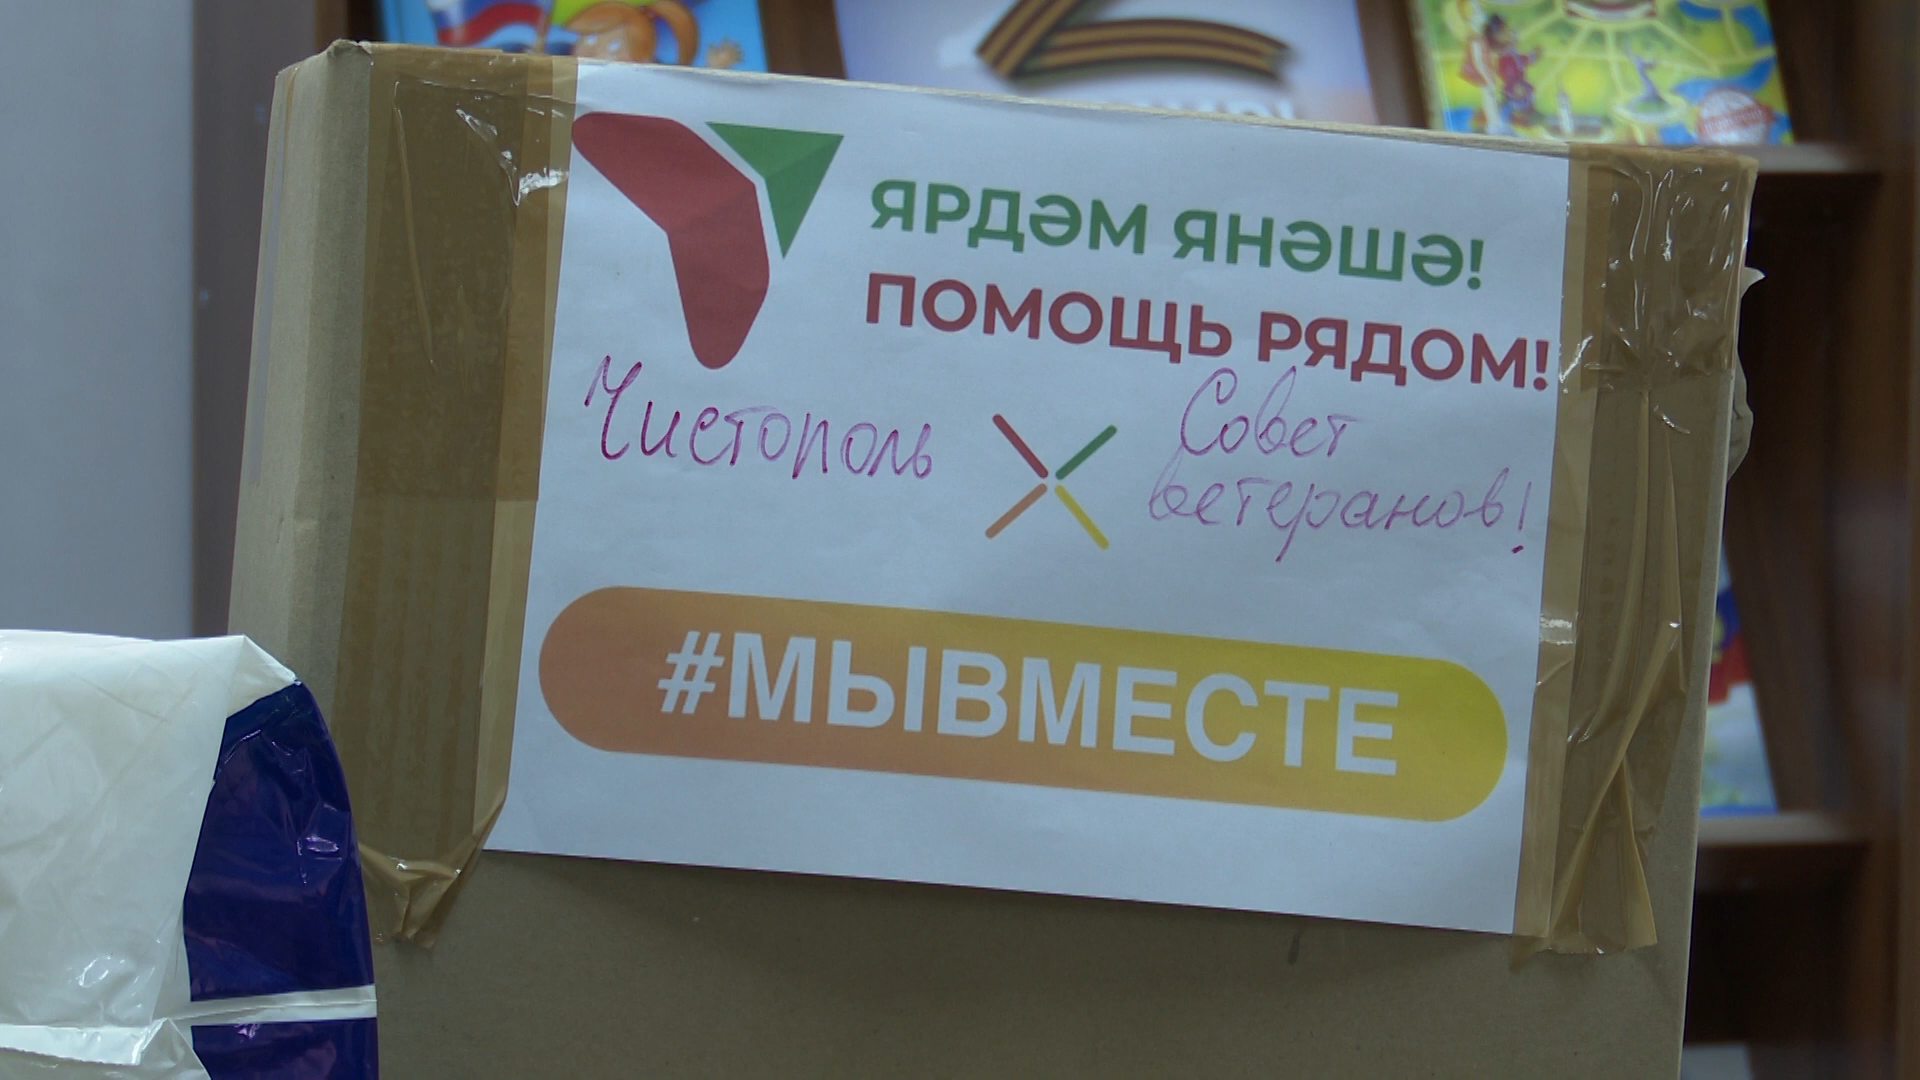 ЯРДӘМ ЯНӘШӘ!
ПОМОЩЬ РЯДОМ!
Чистополь
Совет
ветеранов!
#МЫВМЕСТЕ